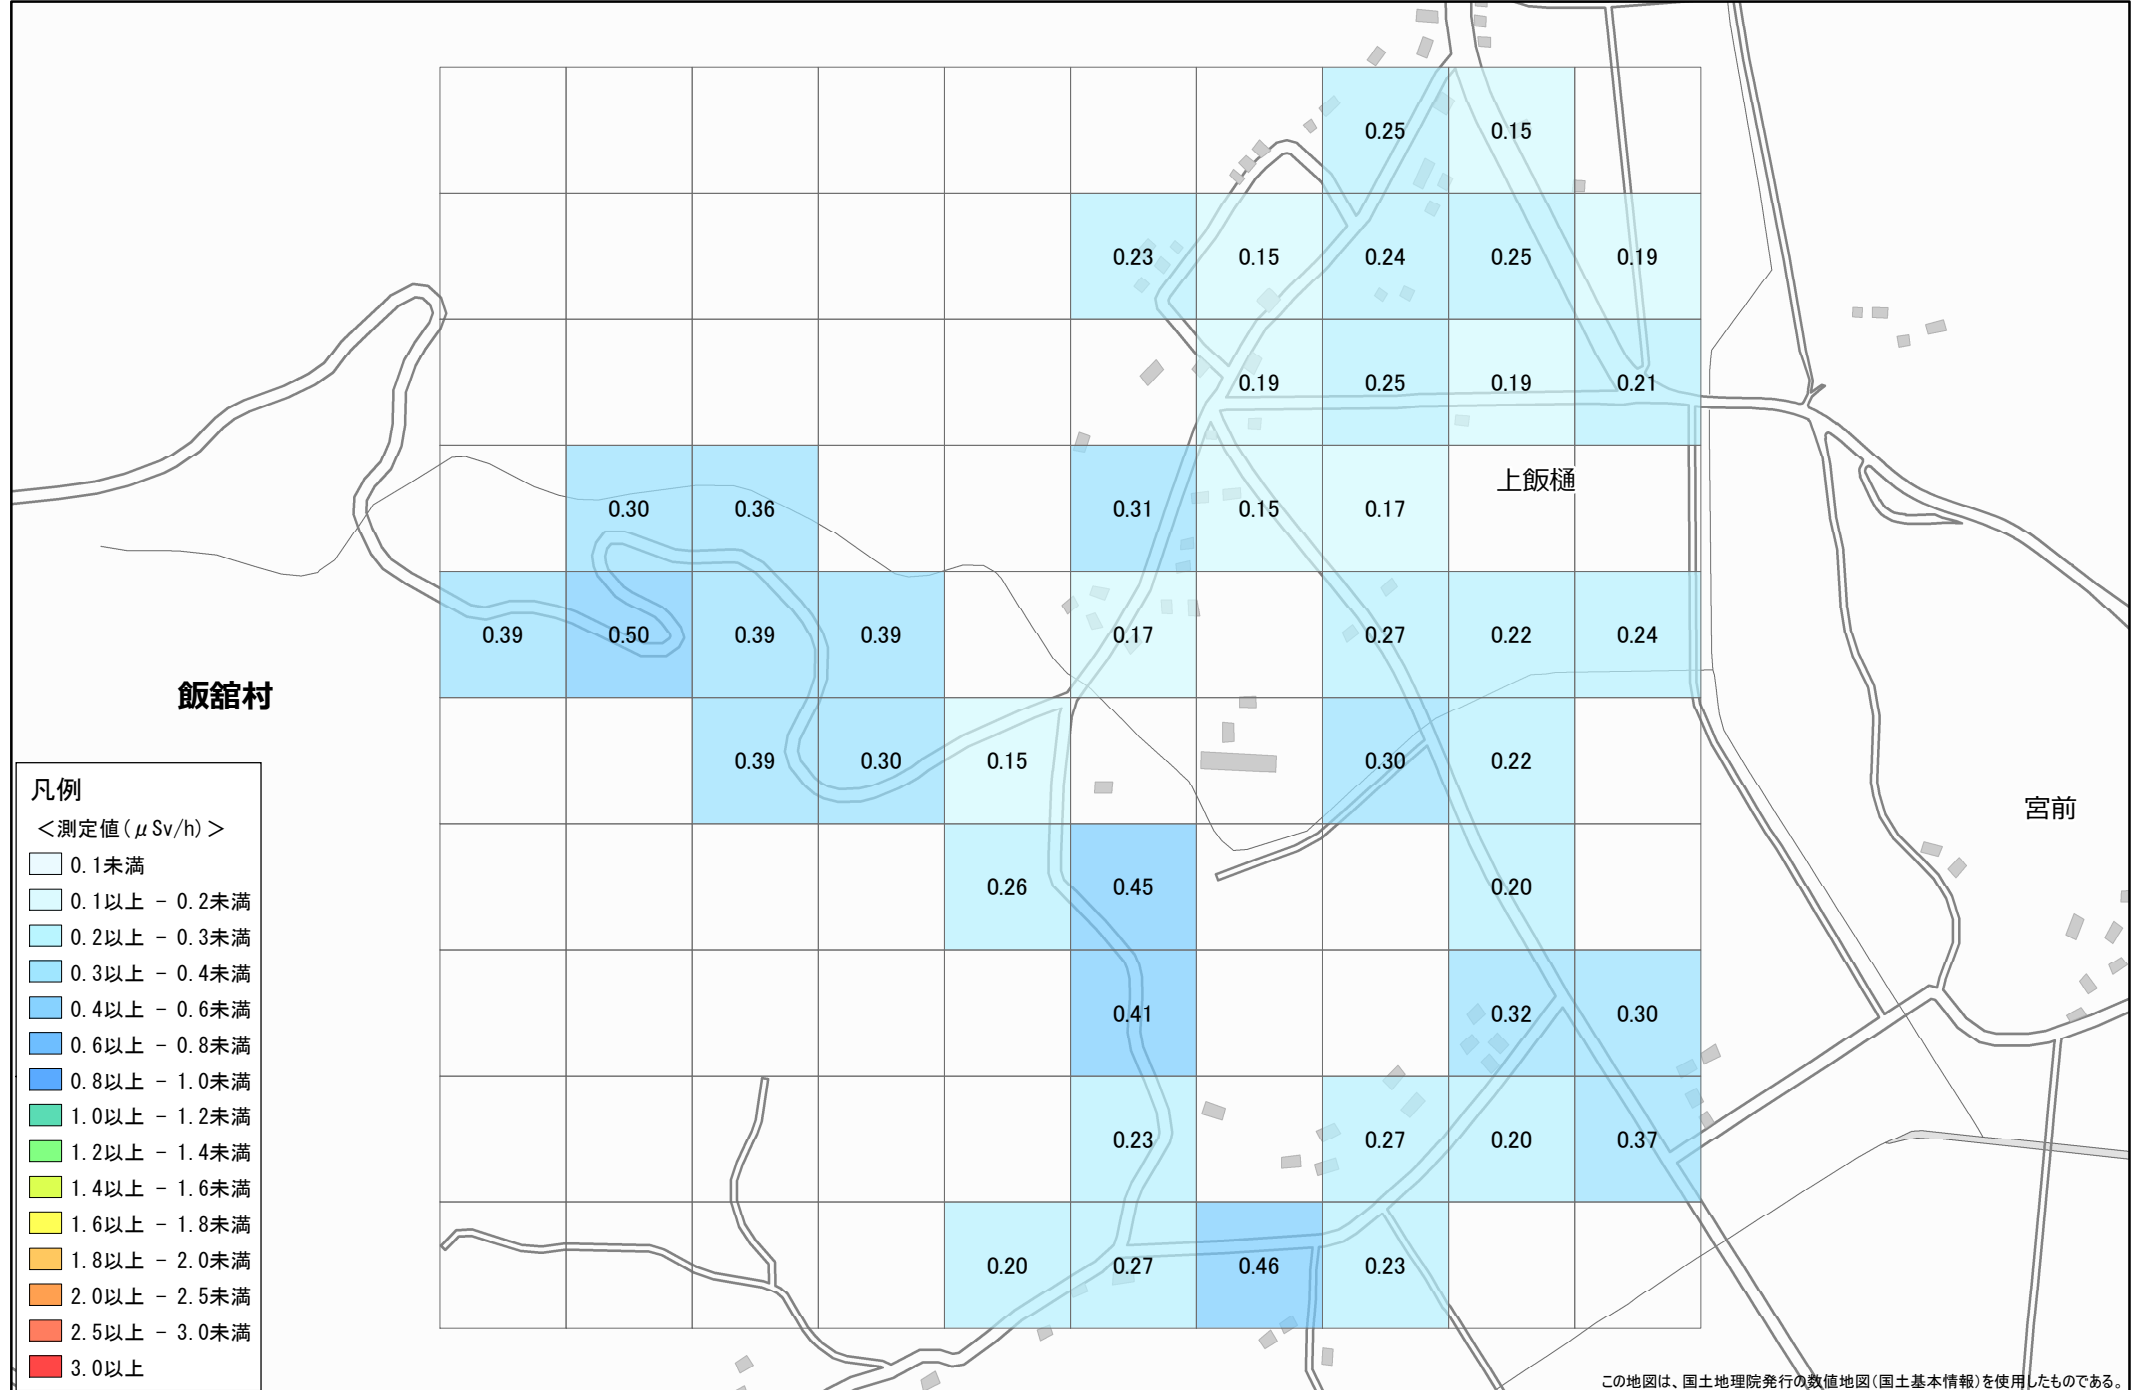 0.25 0.15
0.23 0.15 0.24 0.25 0.19
0.19 0.25 0.19 0.21
上飯樋
0.30 0.36 0.31 0.15 0.17
0.39 0.50 0.39 0.39 0.17 0.27 0.22 0.24
飯舘村
0.39 0.30 0.15 0.30 0.22
宮前
0.26 0.45 0.20
0.41 0.32 0.30
0.23 0.27 0.20 0.37
0.20 0.27 0.46 0.23
凡例
＜測定値(μSv/h)＞
0.1未満
0.1以上 － 0.2未満
0.2以上 － 0.3未満
0.3以上 － 0.4未満
0.4以上 － 0.6未満
0.6以上 － 0.8未満
0.8以上 － 1.0未満
1.0以上 － 1.2未満
1.2以上 － 1.4未満
1.4以上 － 1.6未満
1.6以上 － 1.8未満
1.8以上 － 2.0未満
2.0以上 － 2.5未満
2.5以上 － 3.0未満
3.0以上
この地図は、国土地理院発行の数値地図(国土基本情報)を使用したものである。